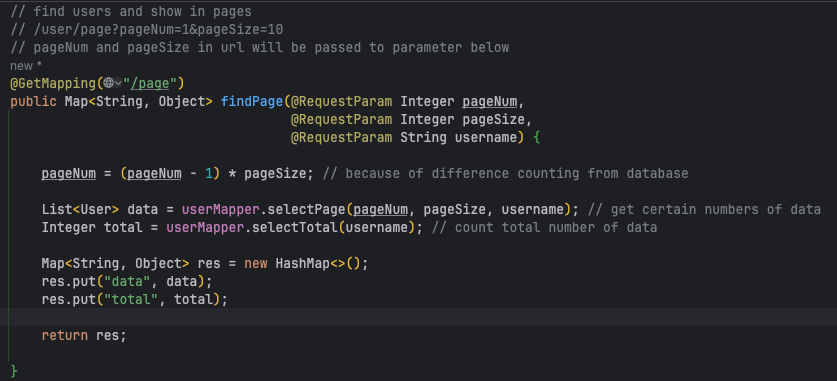 // find users and show in pages
// /user/page?pageNum=1&pageSize=10
// pageNum and pageSize in url will be passed to parameter below
new *
@GetMapping("/page")
public Map<String, Object> findPage(@RequestParam Integer pageNum,
@RequestParam Integer pageSize,
@RequestParam String username) {
pageNum = (pageNum - 1) * pageSize; // because of difference counting from database
List<User> data = userMapper.selectPage(pageNum, pageSize, username); // get certain numbers of data
Integer total = userMapper.selectTotal(username); // count total number of data
Map<String, Object> res = new HashMap<>();
res.put("data", data);
res.put("total", total);
return res;
}